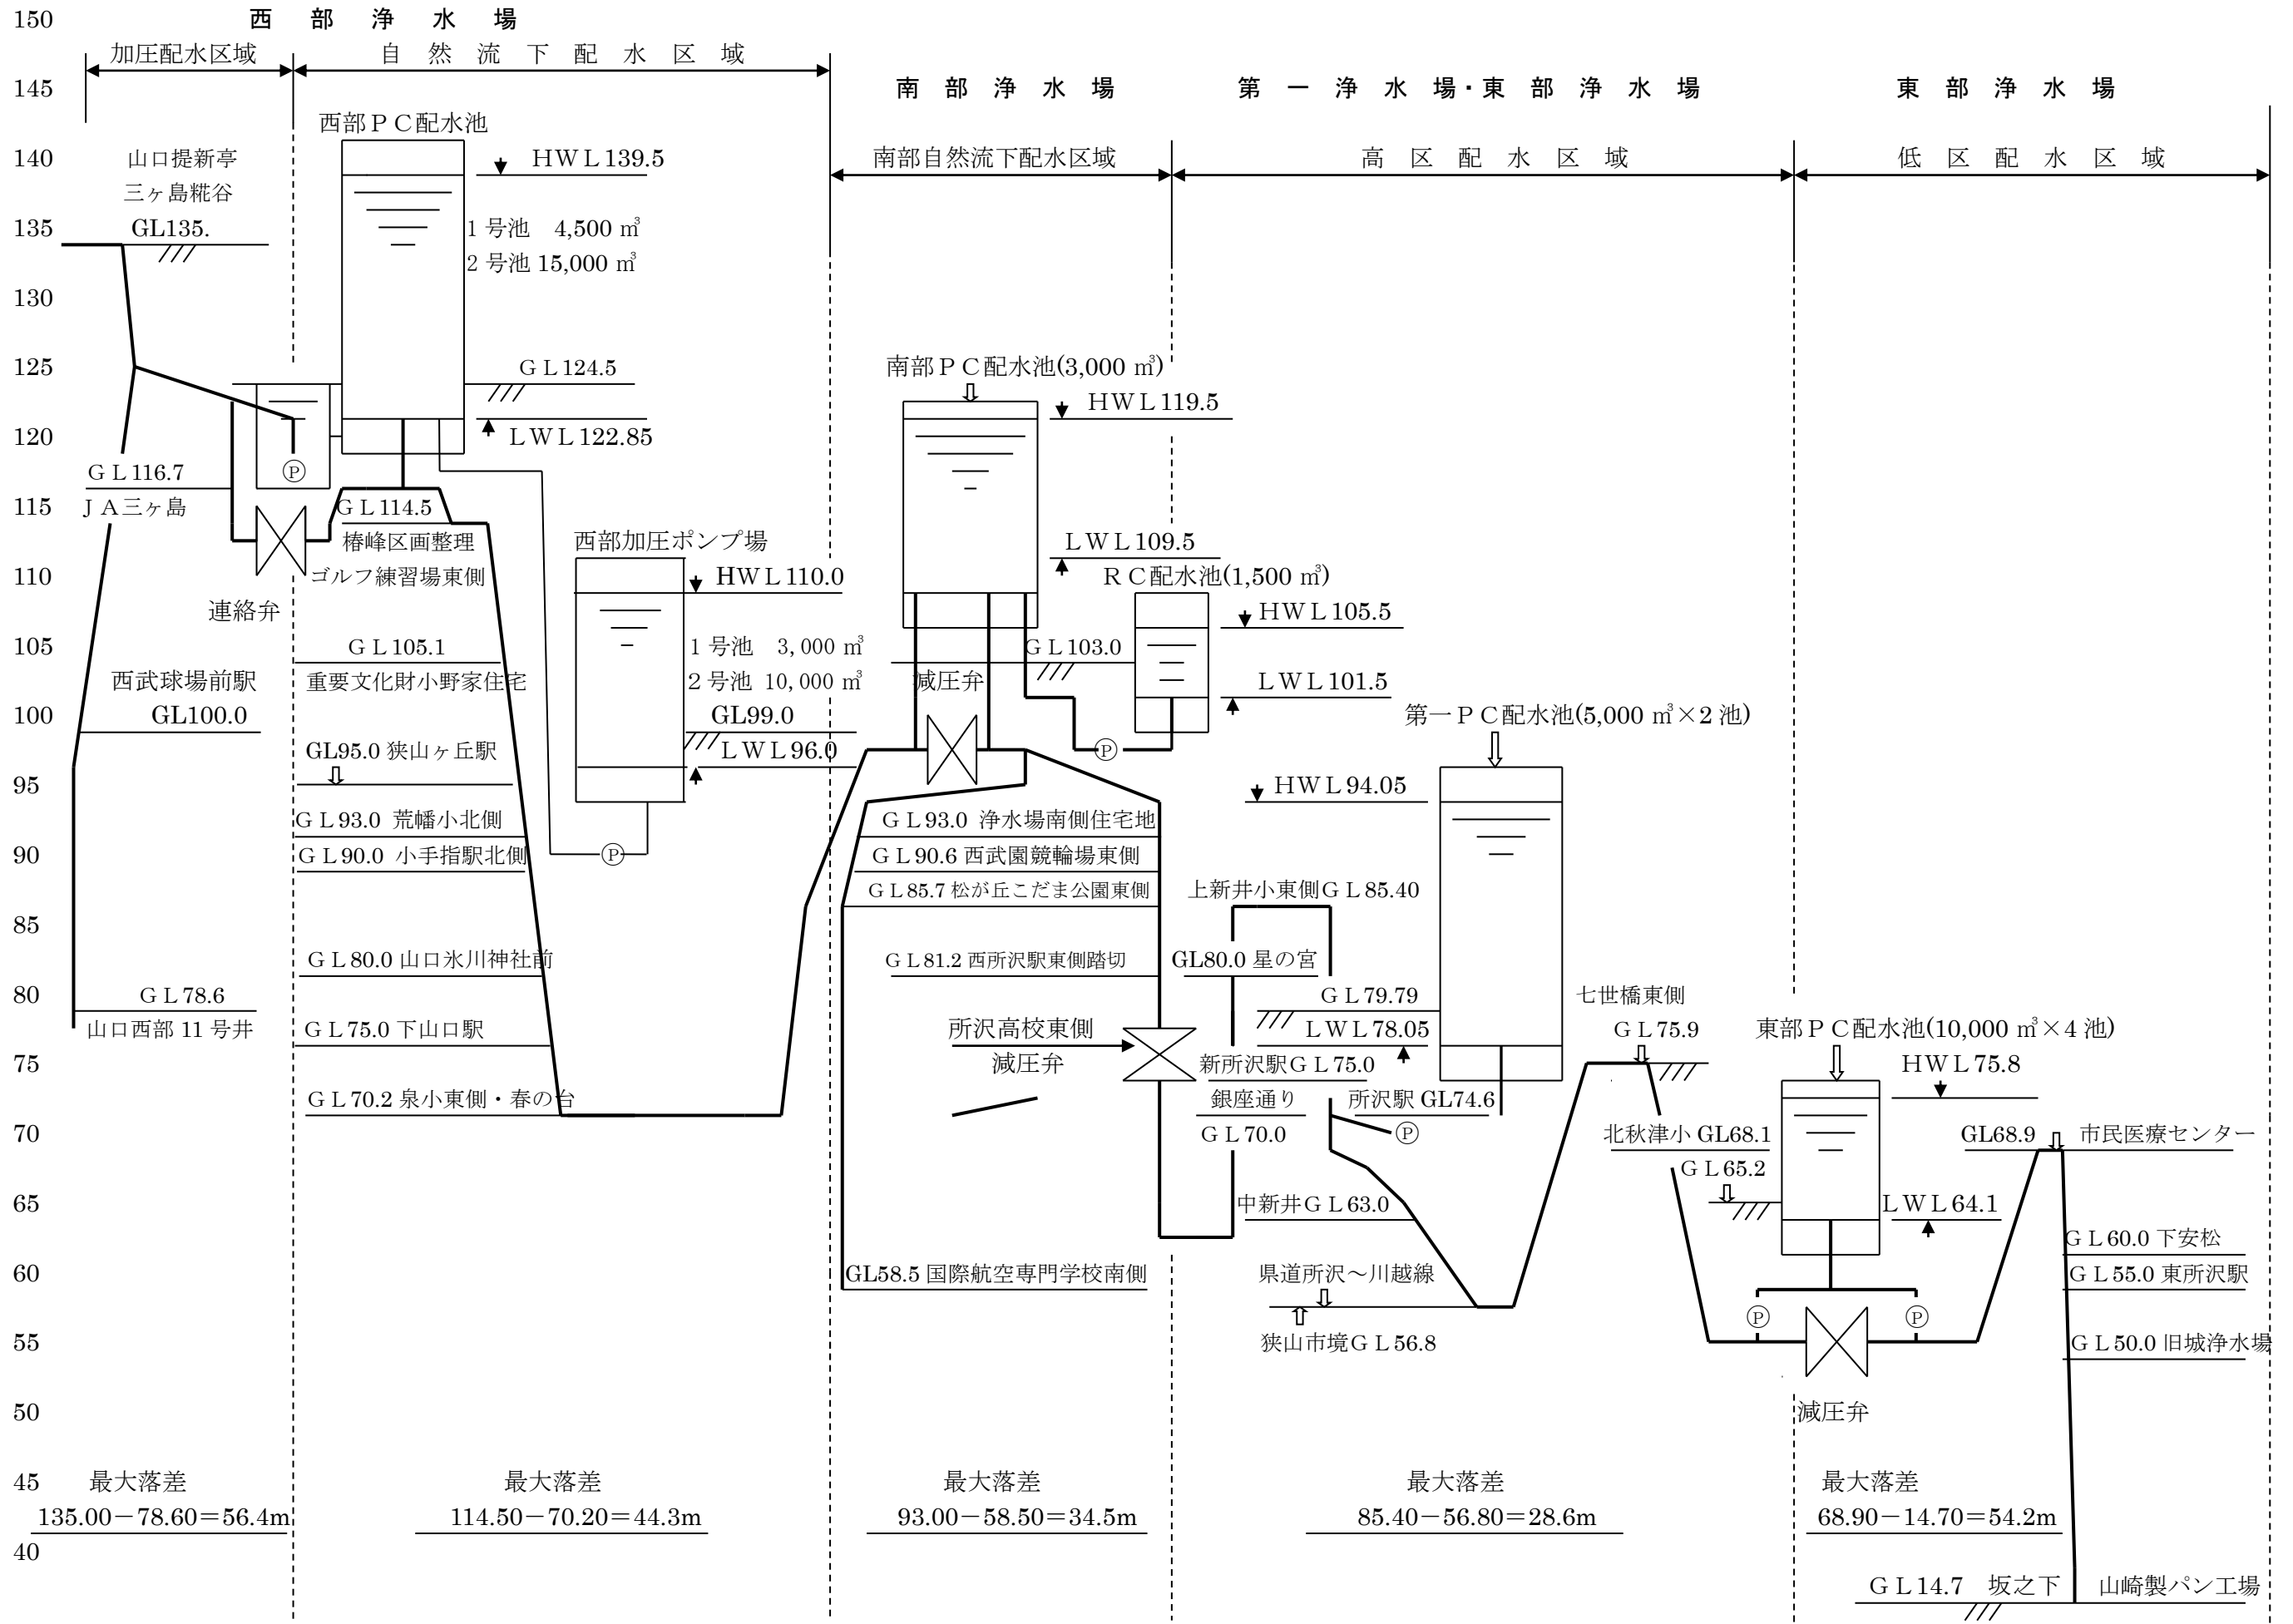 150
145
140
135
130
125
120
115
110
105
100
95
90
85
80
75
70
65
60
55
50
45
40
西部浄水場
加圧配水区域
自然流下配水区域
南部浄水場
第一浄水場・東部浄水場
東部浄水場
南部自然流下配水区域
高区配水区域
低区配水区域
山口提新亭
三ヶ島糀谷
GL135.
西部PC配水池
HWL139.5
1号池 4,500㎥
2号池 15,000㎥
GL124.5
LWL122.85
P
GL116.7
JA三ヶ島
GL114.5
椿峰区画整理
ゴルフ練習場東側
連絡弁
GL105.1
重要文化財小野家住宅
西武球場前駅
GL100.0
GL95.0 狭山ヶ丘駅
GL93.0 荒幡小北側
GL90.0 小手指駅北側
GL80.0 山口氷川神社前
GL78.6
山口西部 11 号井
GL75.0 下山口駅
GL70.2 泉小東側・春の台
西部加圧ポンプ場
HWL110.0
1号池 3,000㎥
2号池 10,000㎥
GL99.0
LWL96.0
P
南部PC配水池(3,000㎥)
HWL119.5
LWL109.5
RC配水池(1,500㎥)
HWL105.5
GL103.0
LWL101.5
減圧弁
P
GL93.0 浄水場南側住宅地
GL90.6 西武園競輪場東側
GL85.7 松が丘こだま公園東側
GL81.2 西所沢駅東側踏切
所沢高校東側
減圧弁
GL58.5 国際航空専門学校南側
第一PC配水池(5,000㎥×2池)
HWL94.05
上新井小東側GL85.40
GL80.0 星の宮
GL79.79
LWL78.05
新所沢駅GL75.0
銀座通り
GL70.0
所沢駅 GL74.6
P
中新井GL63.0
県道所沢～川越線
狭山市境GL56.8
七世橋東側
GL75.9
北秋津小 GL68.1
GL65.2
東部PC配水池(10,000㎥×4池)
HWL75.8
LWL64.1
P
P
減圧弁
GL68.9
市民医療センター
GL60.0 下安松
GL55.0 東所沢駅
GL50.0 旧城浄水場
最大落差
135.00－78.60＝56.4m
最大落差
114.50－70.20＝44.3m
最大落差
93.00－58.50＝34.5m
最大落差
85.40－56.80＝28.6m
最大落差
68.90－14.70＝54.2m
GL14.7 坂之下 山崎製パン工場